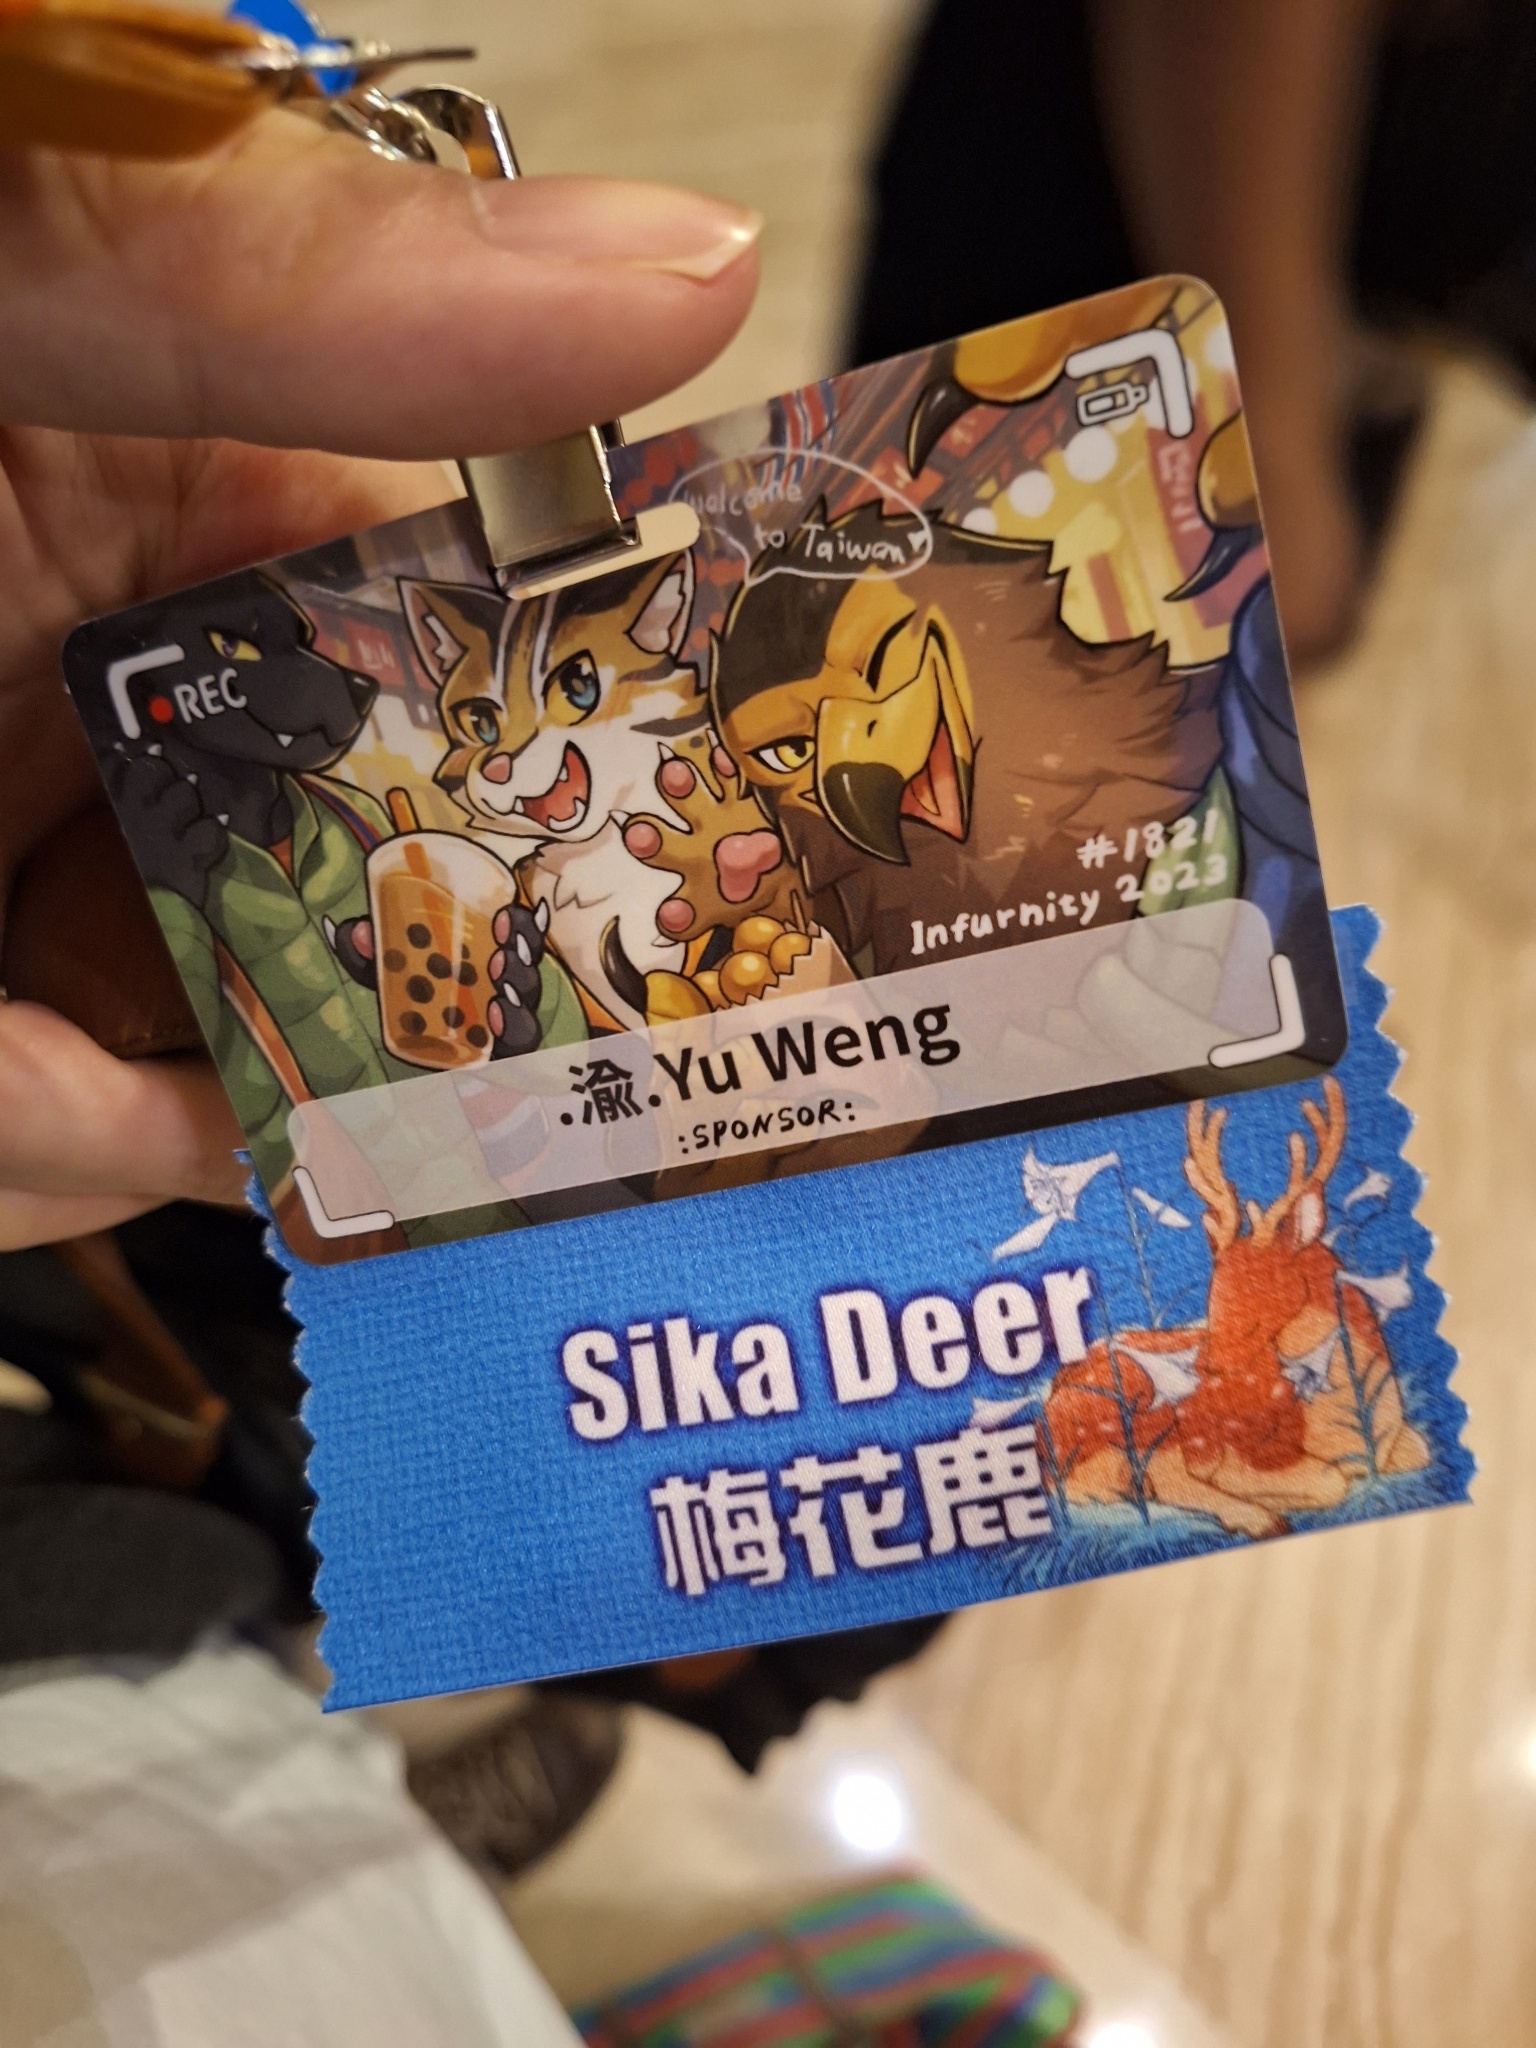 welcome
to Taiwan
REC
#1821
Infurnity 2023
.渝.Yu Weng
:SPONSOR:
Sika Deer
梅花鹿